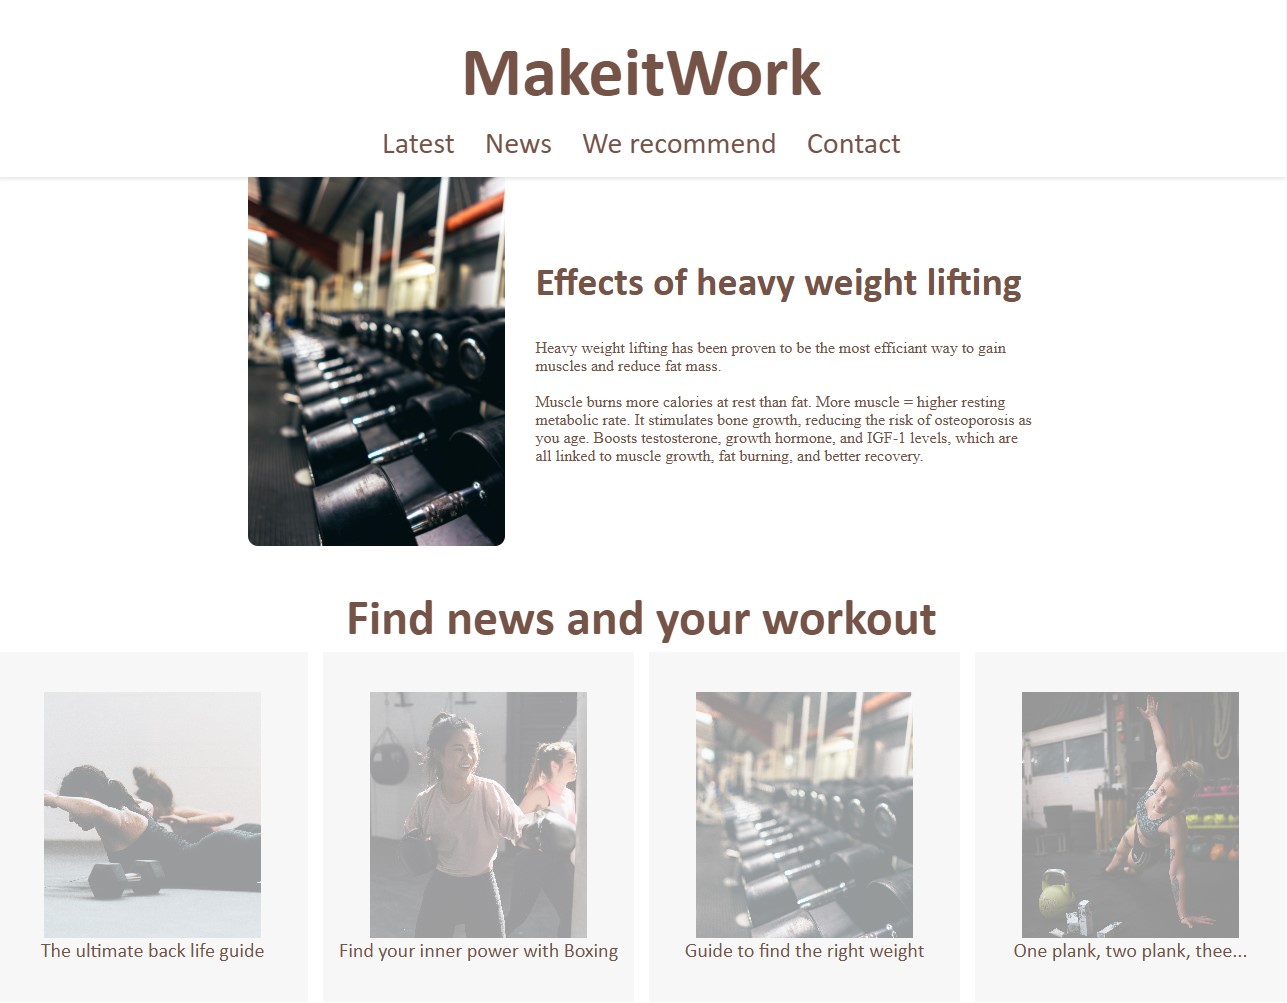 MakeitWork
Latest News We recommend Contact
Effects of heavy weight lifting
Heavy weight lifting has been proven to be the most efficiant way to gain
muscles and reduce fat mass.
Muscle burns more calories at rest than fat. More muscle = higher resting
metabolic rate. It stimulates bone growth, reducing the risk of osteoporosis as
you age. Boosts testosterone, growth hormone, and IGF-1 levels, which are
all linked to muscle growth, fat burning, and better recovery.
Find news and your workout
The ultimate back life guide
Find your inner power with Boxing
Guide to find the right weight
One plank, two plank, thee...